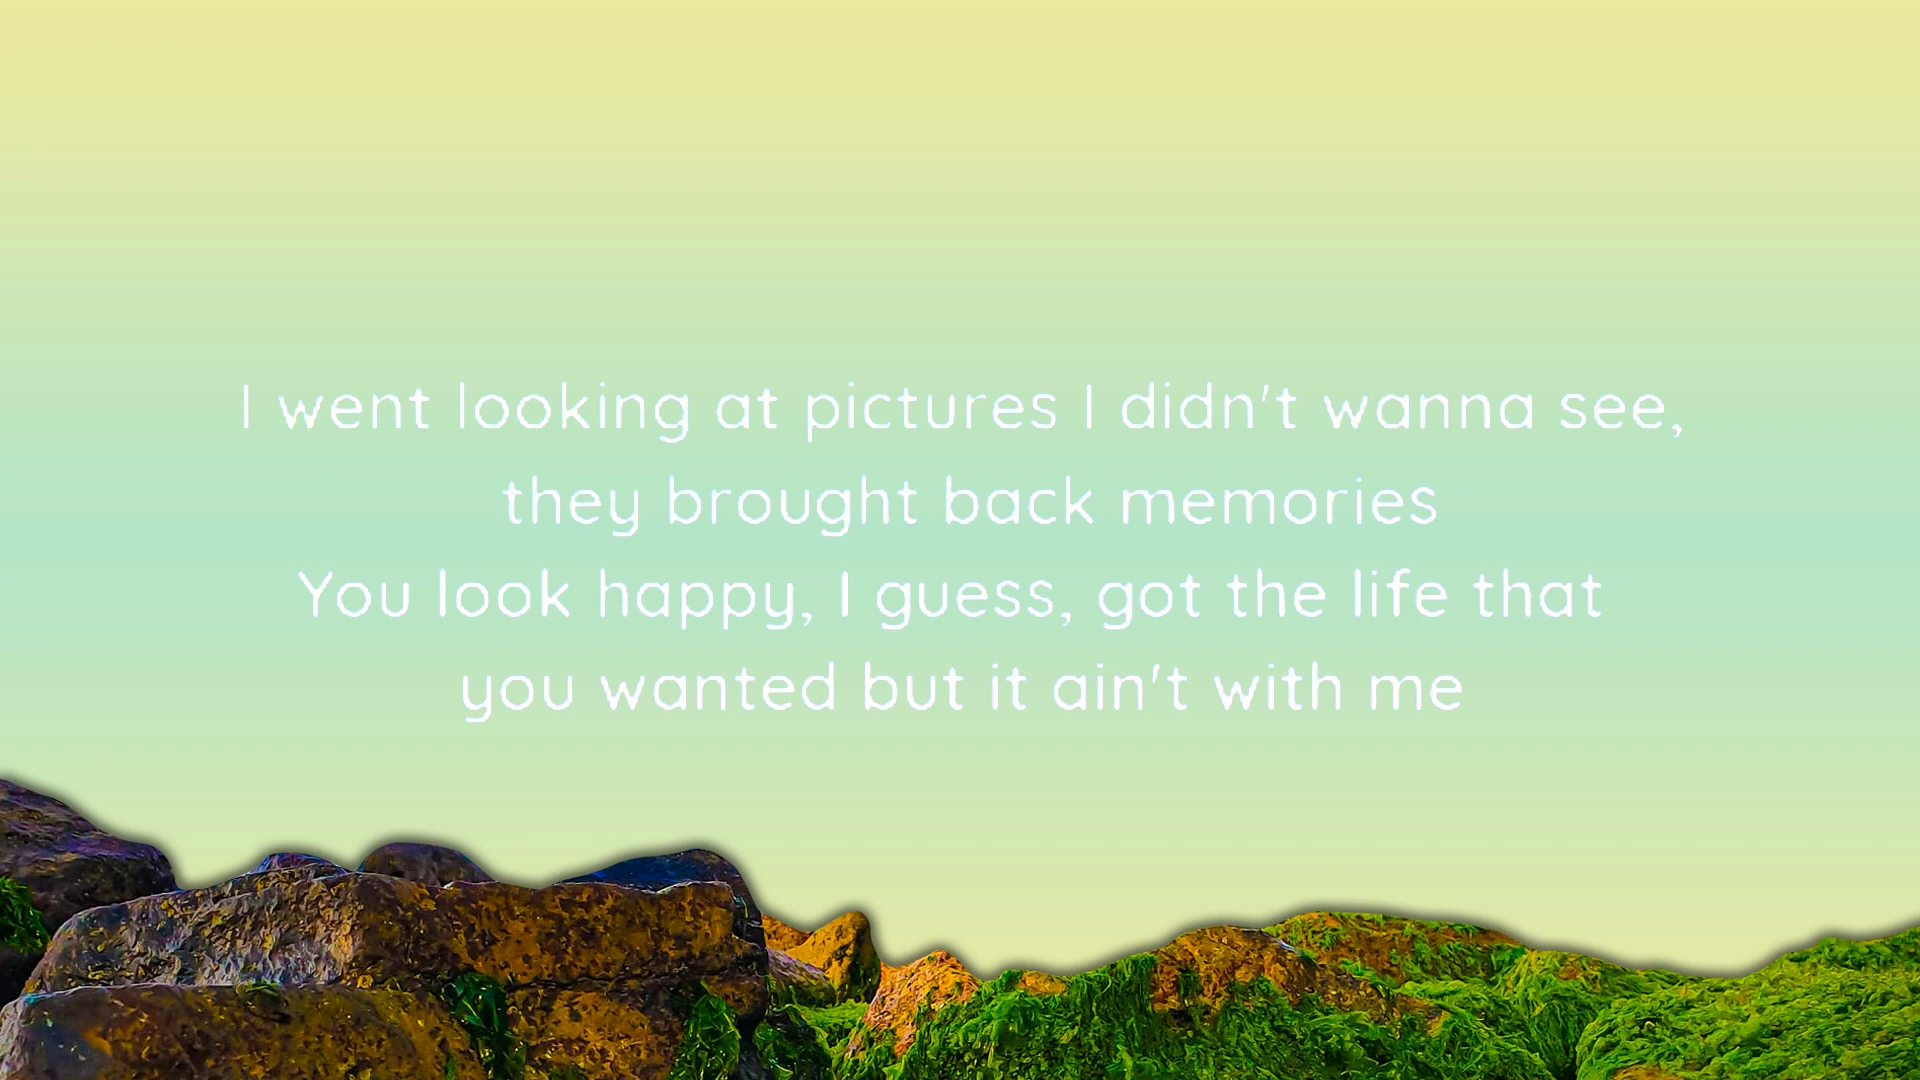 I went looking at pictures I didn't wanna see,
they brought back memories
You look happy, I guess, got the life that
you wanted but it ain't with me